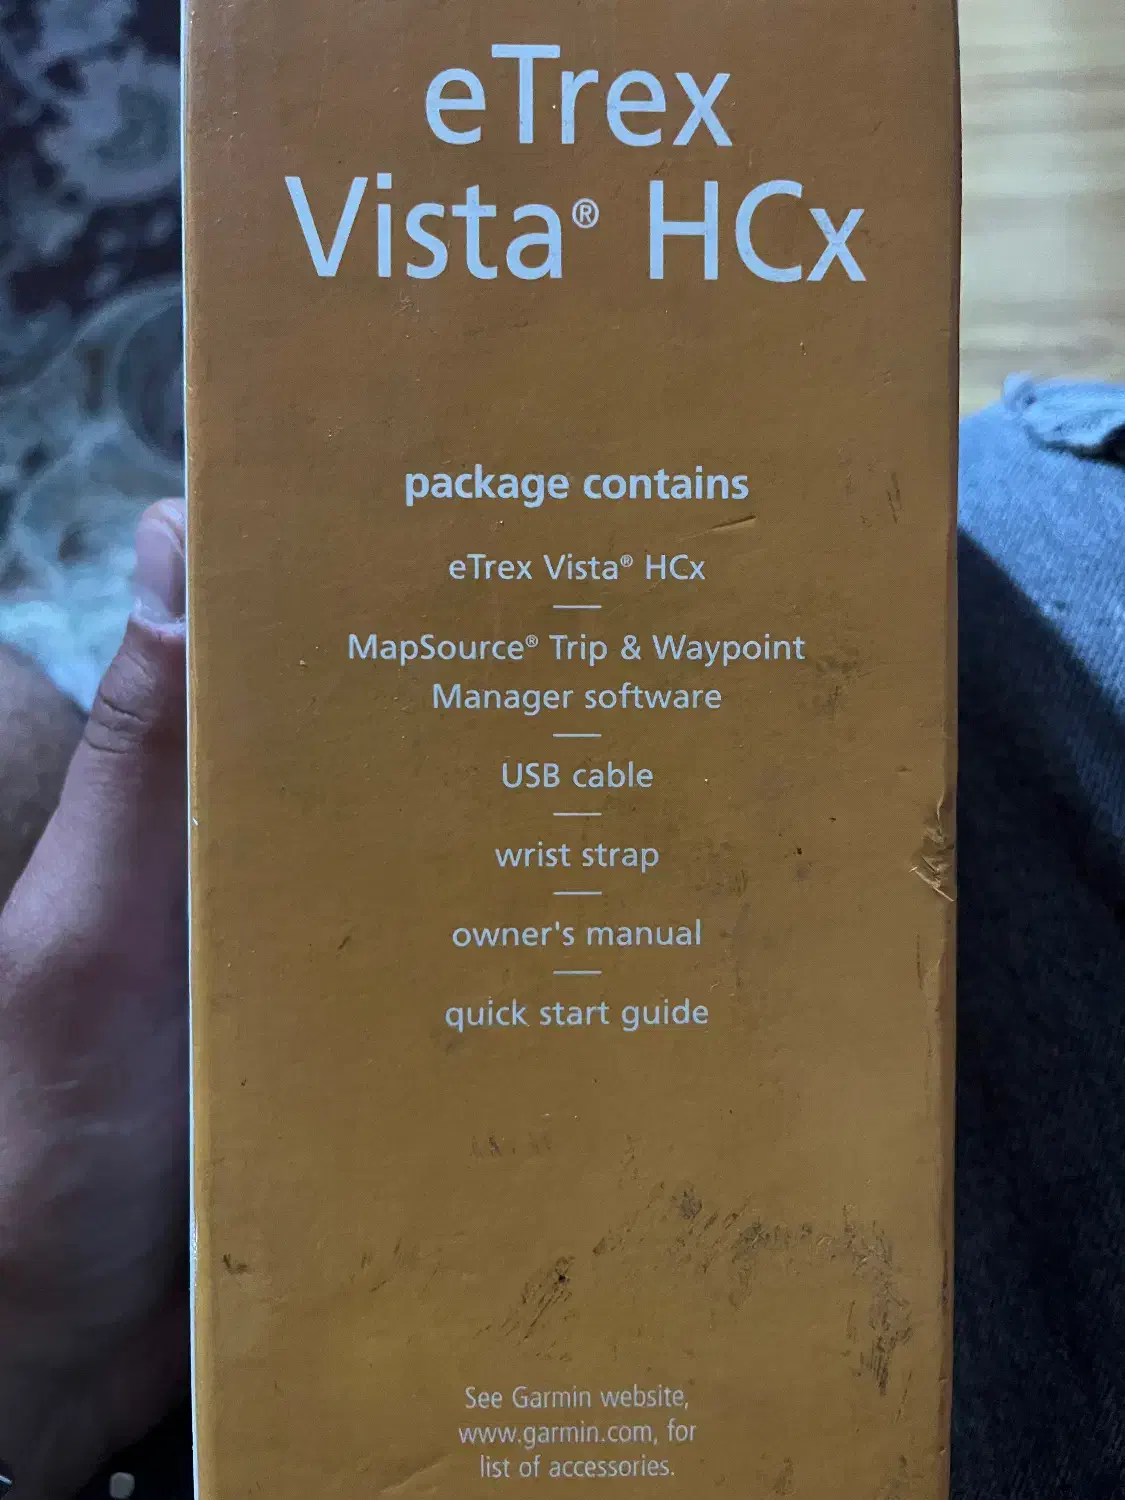 eTrex
Vista® HCx
package contains
eTrex Vista® HCx
MapSource® Trip & Waypoint
Manager software
USB cable
wrist strap
owner's manual
quick start guide
See Garmin website,
www.garmin.com, for
list of accessories.